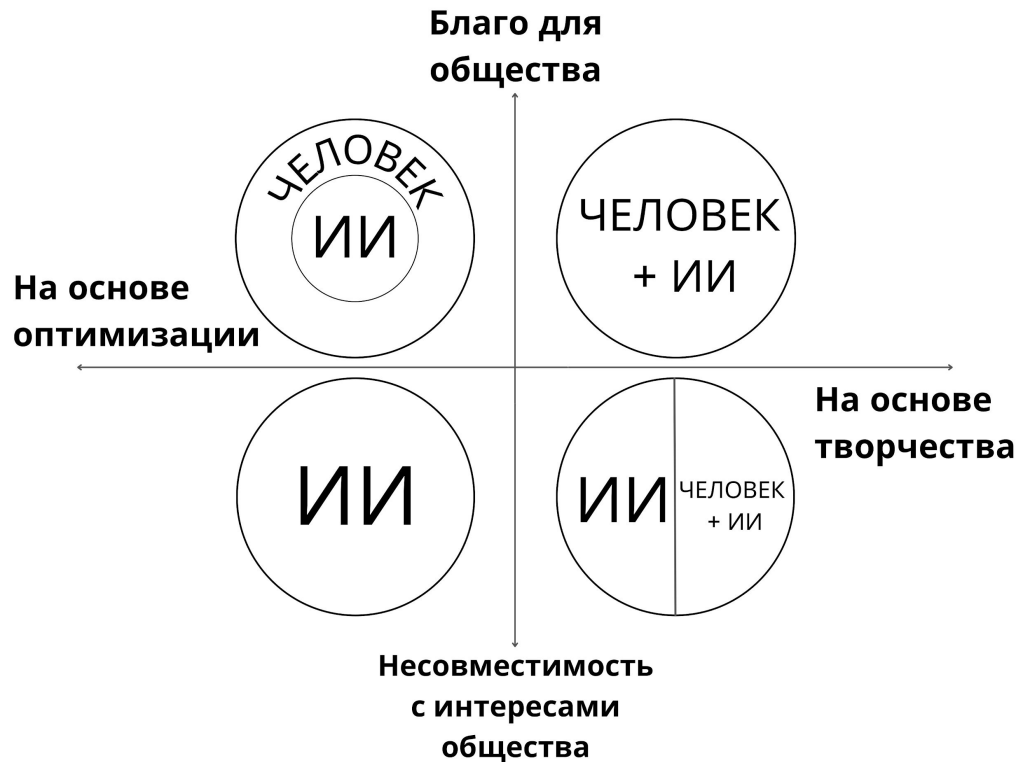 Благо для
общества
ЧЕЛОВЕК
ИИ
ЧЕЛОВЕК
+ ИИ
На основе
оптимизации
На основе
творчества
ИИ
ИИ
ЧЕЛОВЕК
+ ИИ
Несовместимость
с интересами
общества